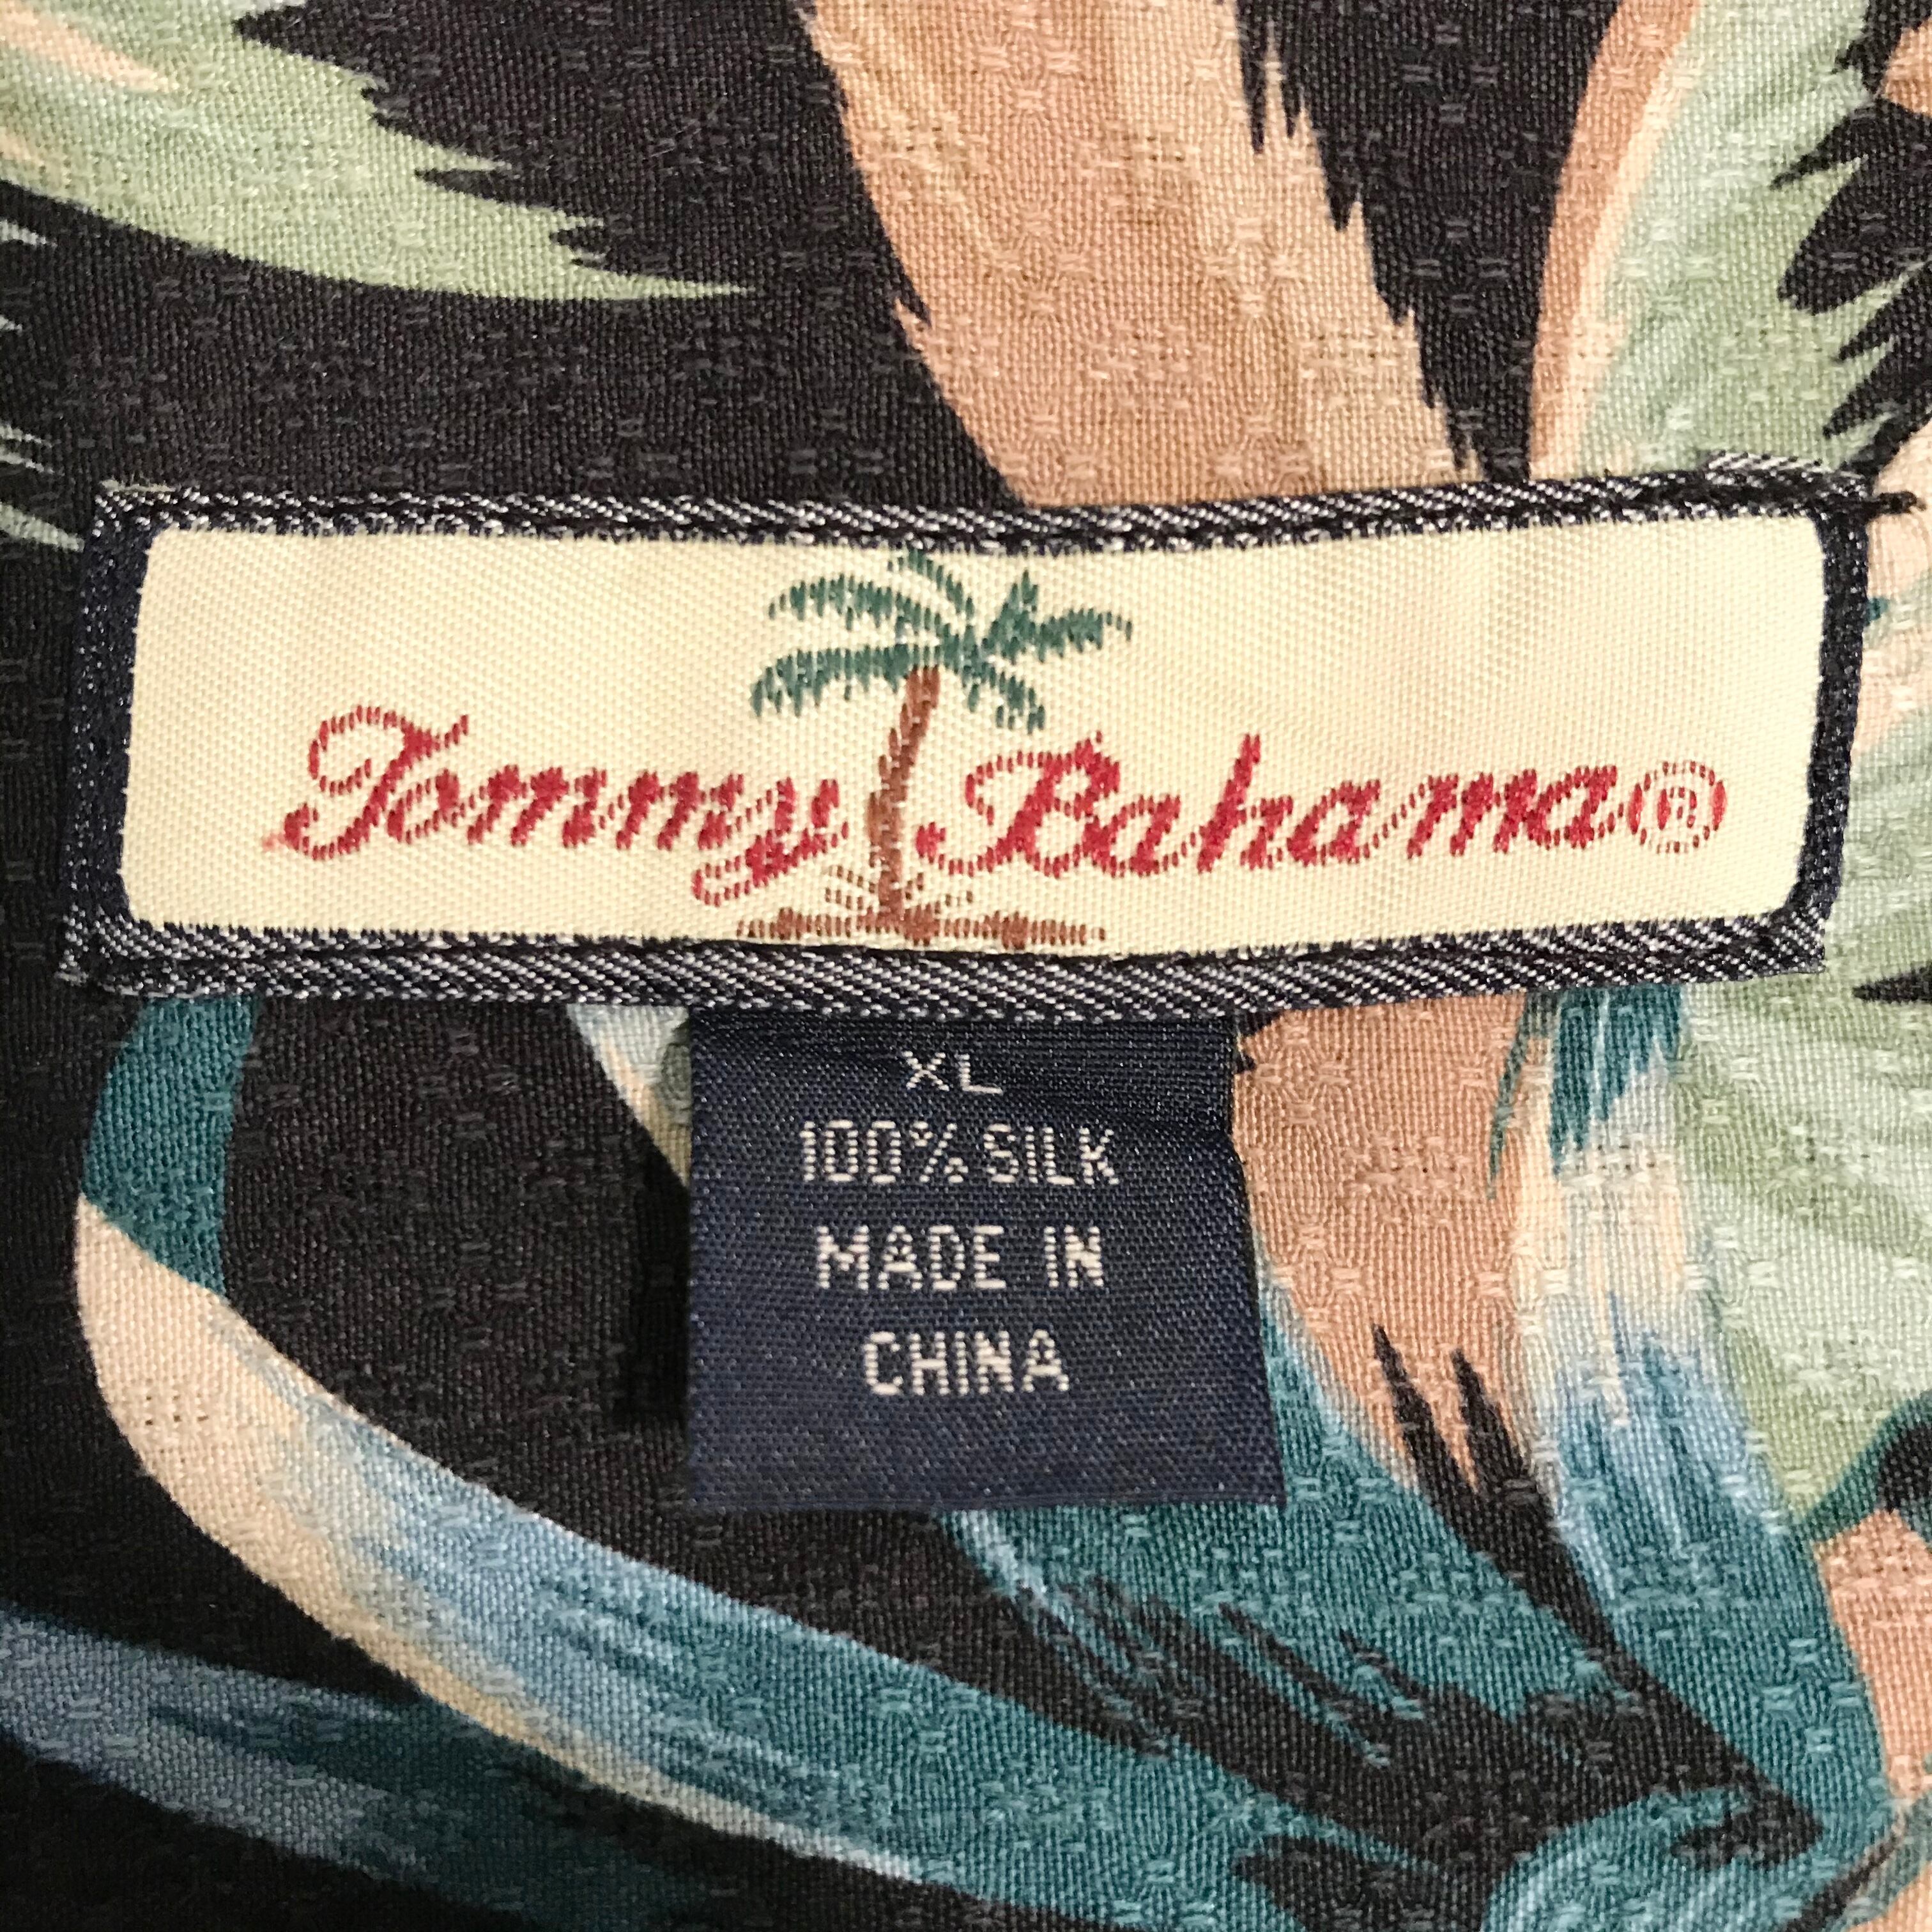 Tommy Bahama®
XL
100% SILK
MADE IN
CHINA